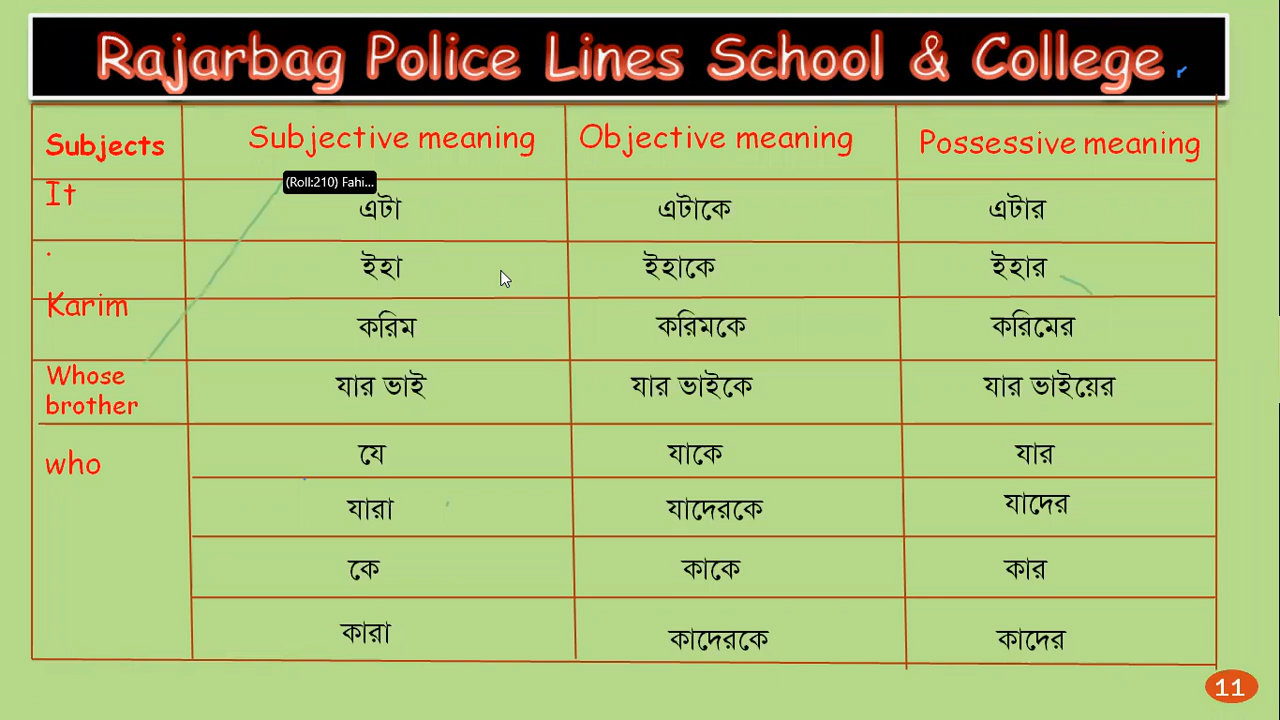 Rajarbag Police Lines School & College
Subjects Subjective meaning Objective meaning Possessive meaning
(Roll:210) Fahi...
It এটা এটাকে এটার
ইহা ইহাকে ইহার
Karim করিম করিমকে করিমের
Whose brother যার ভাই যার ভাইকে যার ভাইয়ের
who যে যাকে যার
যারা যাদেরকে যাদের
কে কাকে কার
কারা কাদেরকে কাদের
11